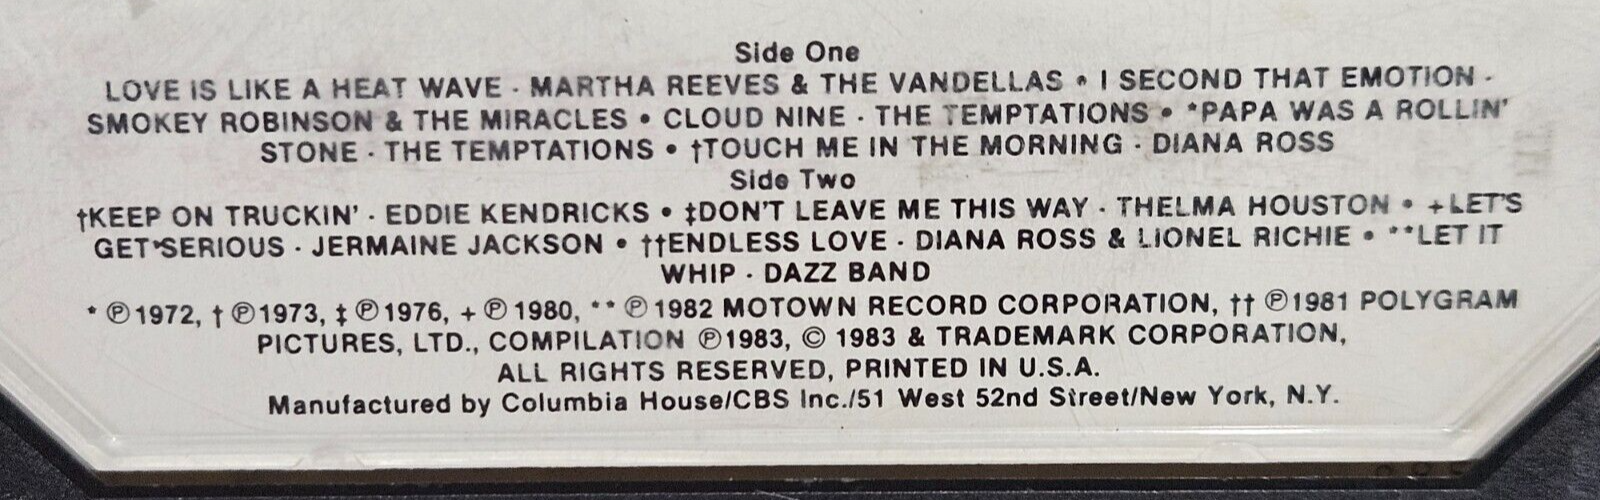 Side One
LOVE IS LIKE A HEAT WAVE · MARTHA REEVES & THE VANDELLAS • I SECOND THAT EMOTION ·
SMOKEY ROBINSON & THE MIRACLES • CLOUD NINE · THE TEMPTATIONS • *PAPA WAS A ROLLIN'
STONE · THE TEMPTATIONS • †TOUCH ME IN THE MORNING · DIANA ROSS
Side Two
†KEEP ON TRUCKIN' · EDDIE KENDRICKS • ‡DON'T LEAVE ME THIS WAY · THELMA HOUSTON • +LET'S
GET SERIOUS · JERMAINE JACKSON • ††ENDLESS LOVE · DIANA ROSS & LIONEL RICHIE • **LET IT
WHIP · DAZZ BAND
* ℗1972, † ℗1973, ‡ ℗1976, + ℗1980, ** ℗1982 MOTOWN RECORD CORPORATION, †† ℗1981 POLYGRAM
PICTURES, LTD., COMPILATION ℗1983, © 1983 & TRADEMARK CORPORATION,
ALL RIGHTS RESERVED, PRINTED IN U.S.A.
Manufactured by Columbia House/CBS Inc./51 West 52nd Street/New York, N.Y.